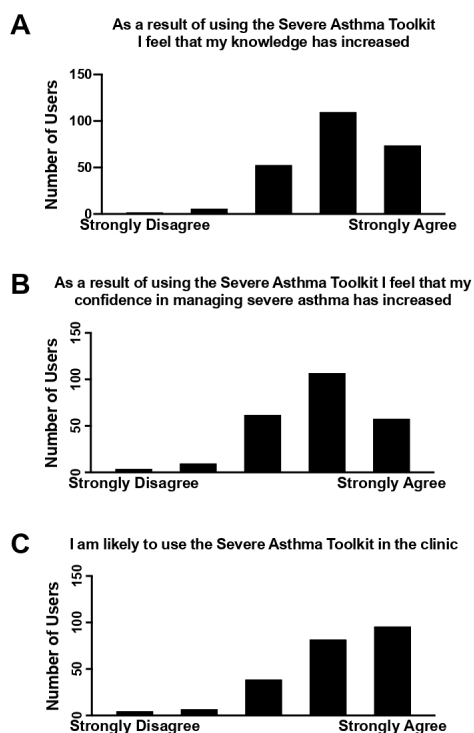 A
As a result of using the Severe Asthma Toolkit
I feel that my knowledge has increased
Number of Users
150
100
50
0
Strongly Disagree
Strongly Agree
B
As a result of using the Severe Asthma Toolkit I feel that my
confidence in managing severe asthma has increased
Number of Users
150
100
50
0
Strongly Disagree
Strongly Agree
C
I am likely to use the Severe Asthma Toolkit in the clinic
Number of Users
150
100
50
0
Strongly Disagree
Strongly Agree